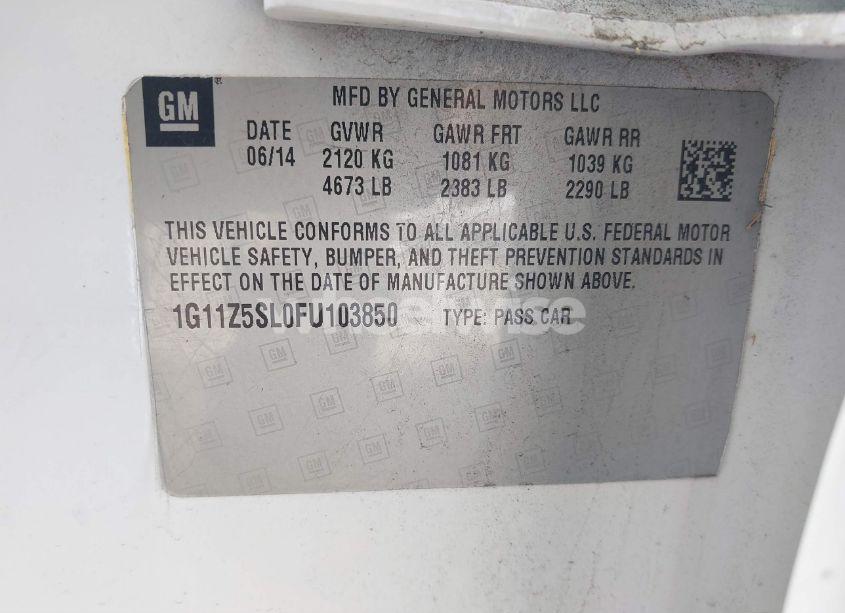 GM
MFD BY GENERAL MOTORS LLC
DATE GVWR GAWR FRT GAWR RR
06/14 2120 KG 1081 KG 1039 KG
4673 LB 2383 LB 2290 LB
THIS VEHICLE CONFORMS TO ALL APPLICABLE U.S. FEDERAL MOTOR
VEHICLE SAFETY, BUMPER, AND THEFT PREVENTION STANDARDS IN
EFFECT ON THE DATE OF MANUFACTURE SHOWN ABOVE.
1G11Z5SL0FU103850 TYPE: PASS CAR